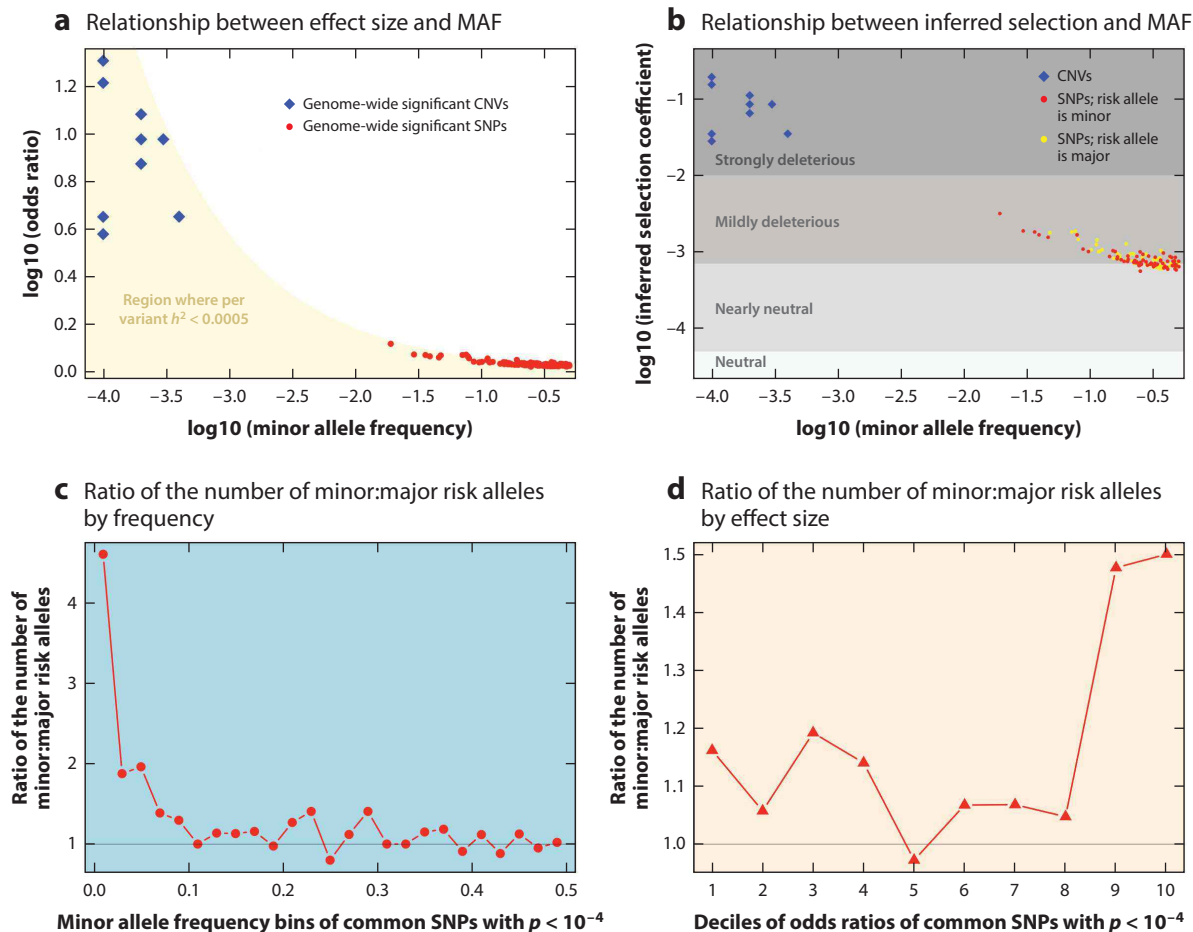 a Relationship between effect size and MAF
1.2
1.0
0.8
0.6
0.4
0.2
0.0
log10 (odds ratio)
Genome-wide significant CNVs
Genome-wide significant SNPs
Region where per
variant h² < 0.0005
−4.0 −3.5 −3.0 −2.5 −2.0 −1.5 −1.0 −0.5
log10 (minor allele frequency)
b Relationship between inferred selection and MAF
−1
−2
−3
−4
log10 (inferred selection coefficient)
CNVs
SNPs; risk allele
is minor
SNPs; risk allele
is major
Strongly deleterious
Mildly deleterious
Nearly neutral
Neutral
−4.0 −3.5 −3.0 −2.5 −2.0 −1.5 −1.0 −0.5
log10 (minor allele frequency)
c Ratio of the number of minor:major risk alleles
by frequency
4
3
2
1
Ratio of the number of
minor:major risk alleles
0.0 0.1 0.2 0.3 0.4 0.5
Minor allele frequency bins of common SNPs with p < 10⁻⁴
d Ratio of the number of minor:major risk alleles
by effect size
1.5
1.4
1.3
1.2
1.1
1.0
Ratio of the number of
minor:major risk alleles
1 2 3 4 5 6 7 8 9 10
Deciles of odds ratios of common SNPs with p < 10⁻⁴